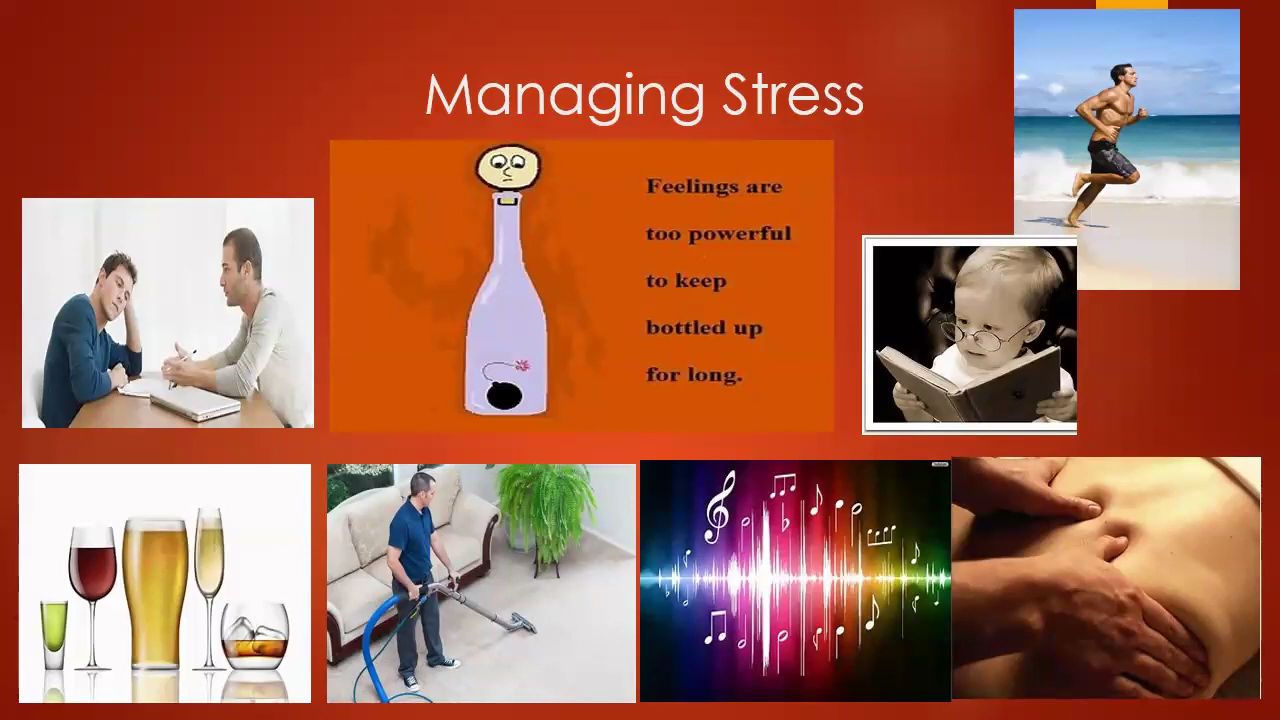 Managing Stress
Feelings are
too powerful
to keep
bottled up
for long.